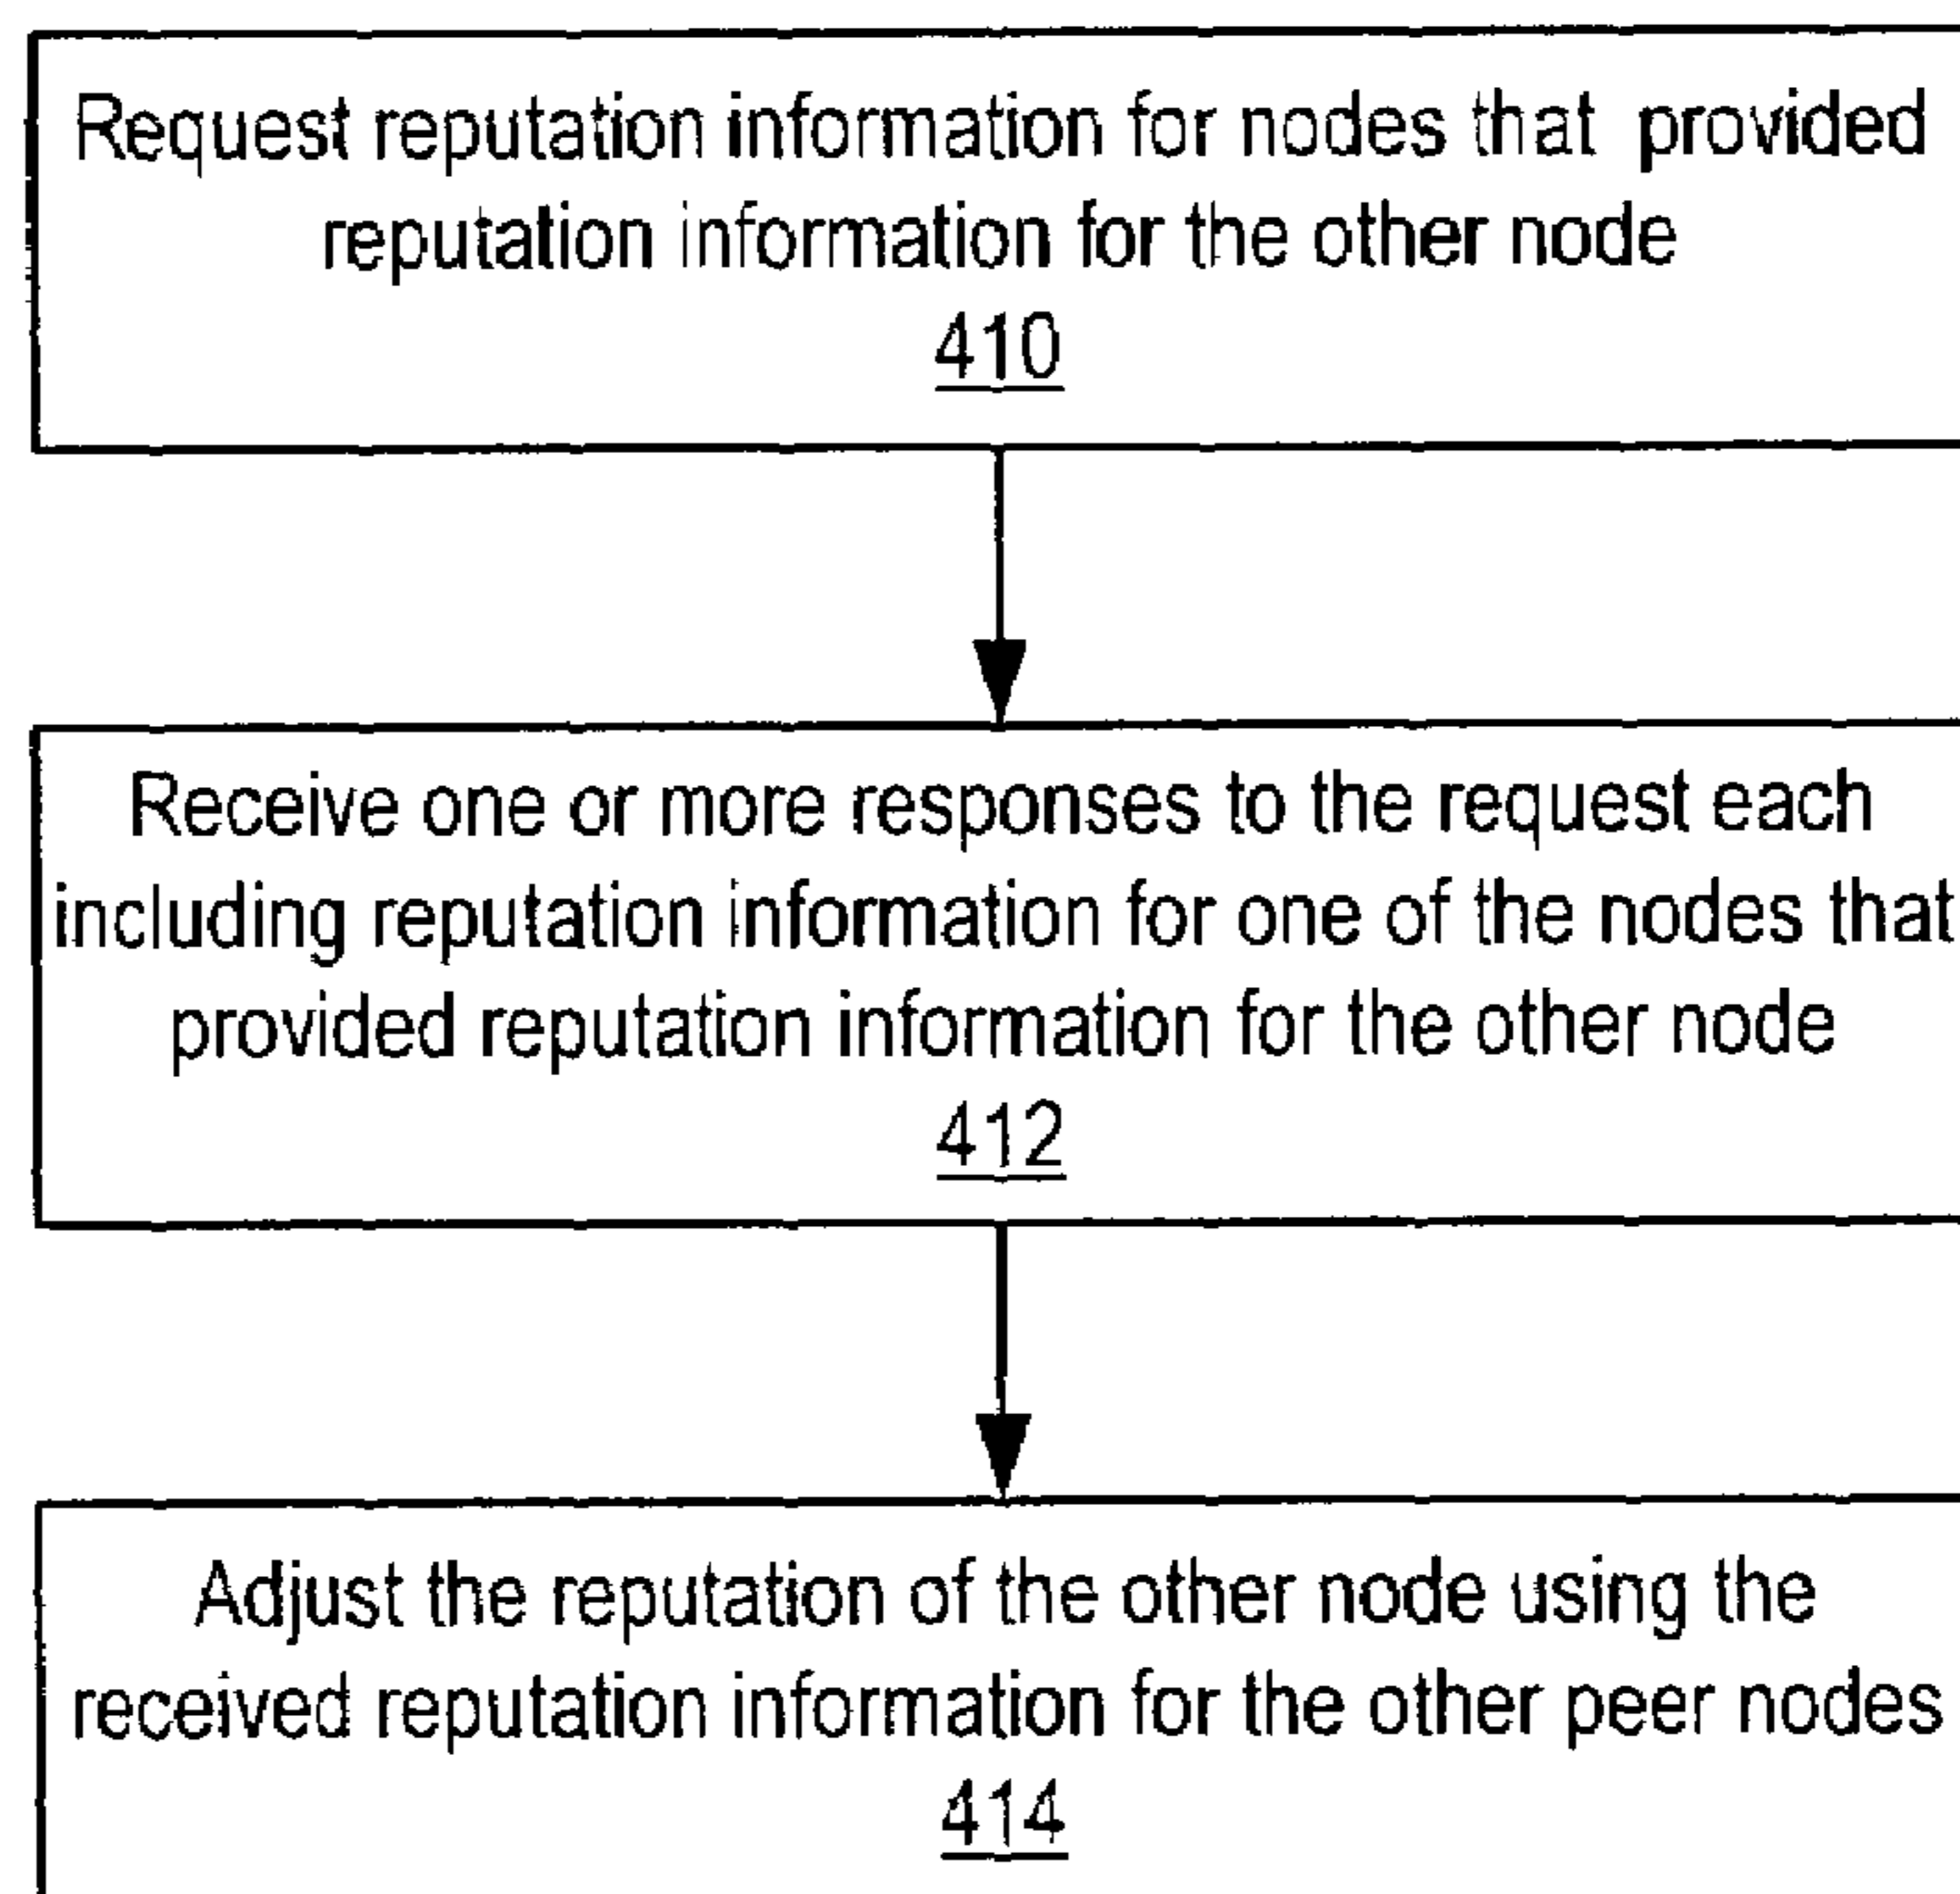 Request reputation information for nodes that provided
reputation information for the other node
410
Receive one or more responses to the request each
including reputation information for one of the nodes that
provided reputation information for the other node
412
Adjust the reputation of the other node using the
received reputation information for the other peer nodes
414